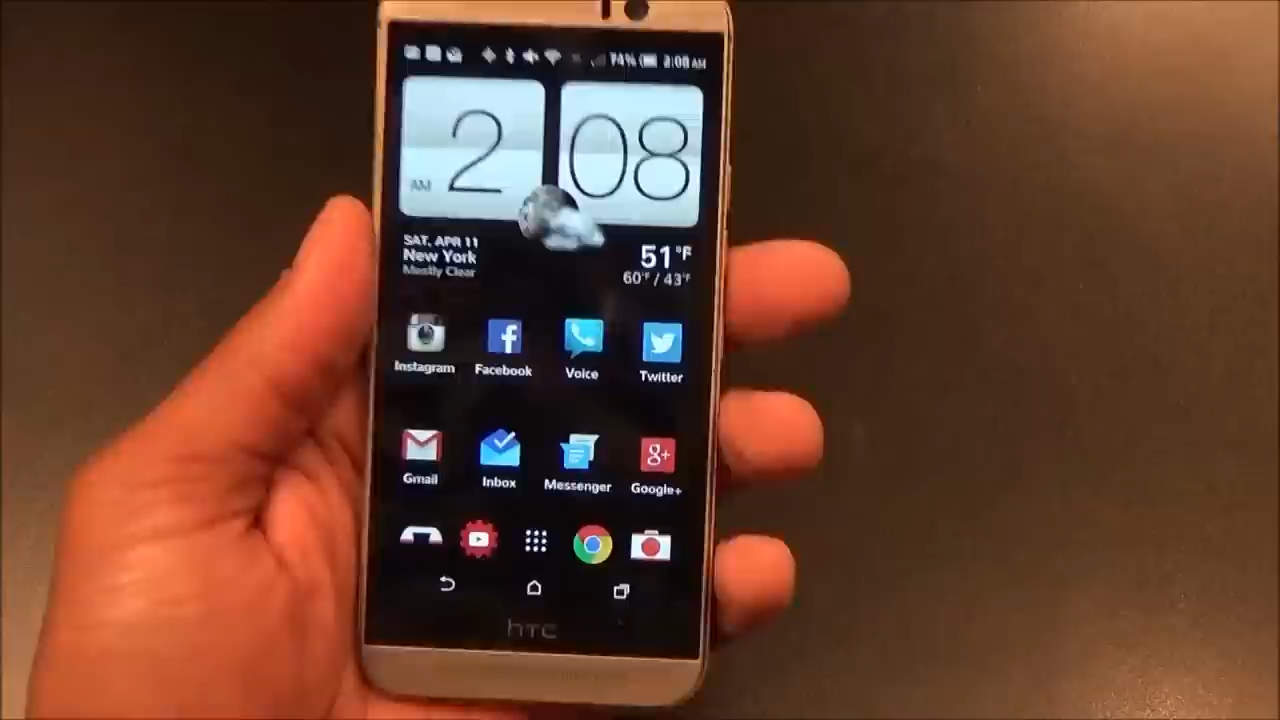 74% 2:08 AM
AM 2 08
SAT, APR 11
New York
Mostly Clear
51°F
60°F / 43°F
Instagram Facebook Voice Twitter
Gmail Inbox Messenger Google+
hTC